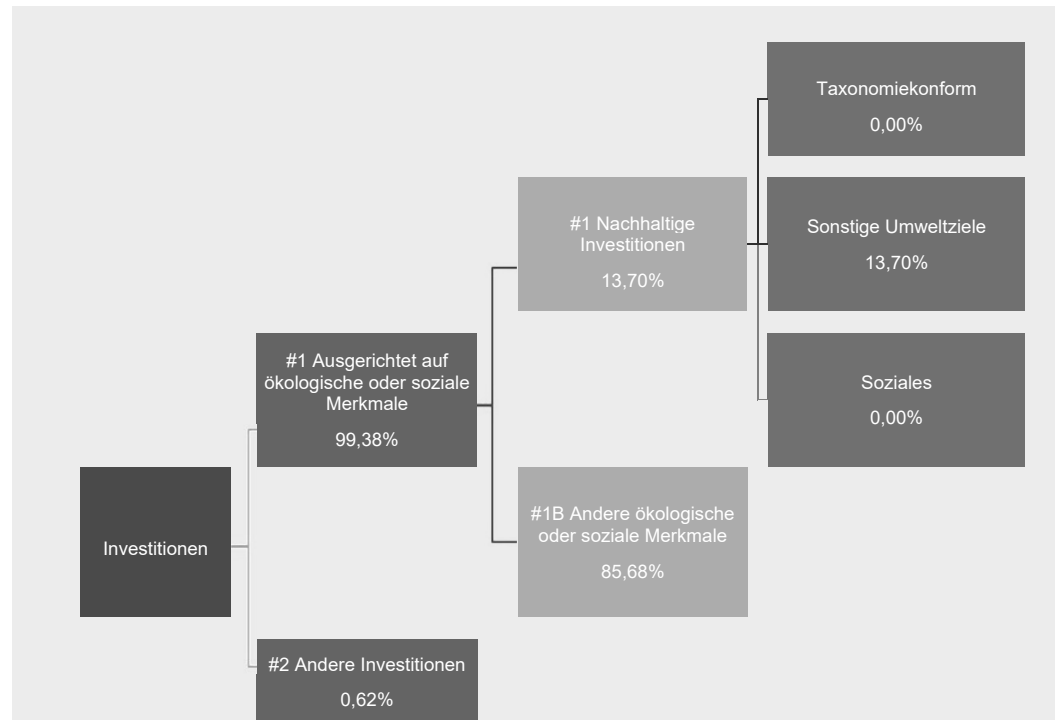 Taxonomiekonform
0,00%
#1 Nachhaltige
Investitionen
13,70%
Sonstige Umweltziele
13,70%
#1 Ausgerichtet auf
ökologische oder soziale
Merkmale
99,38%
Soziales
0,00%
Investitionen
#1B Andere ökologische
oder soziale Merkmale
85,68%
#2 Andere Investitionen
0,62%